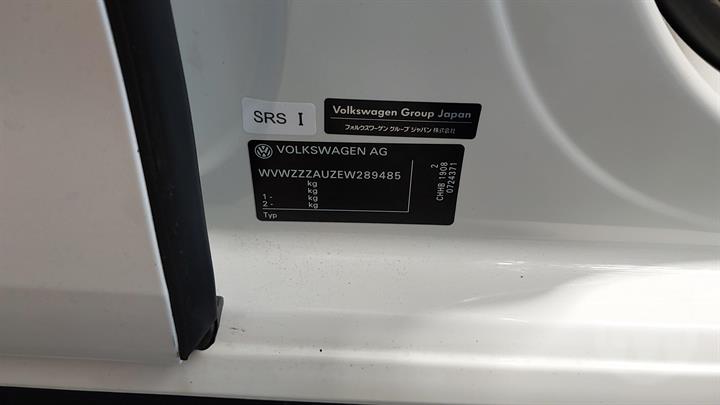 SRS I
Volkswagen Group Japan
フォルクスワーゲン グループ ジャパン 株式会社
VOLKSWAGEN AG
WVWZZZAUZEW289485
kg
kg
1 - kg
2 - kg
Typ
2
CHHB 1908
0724371